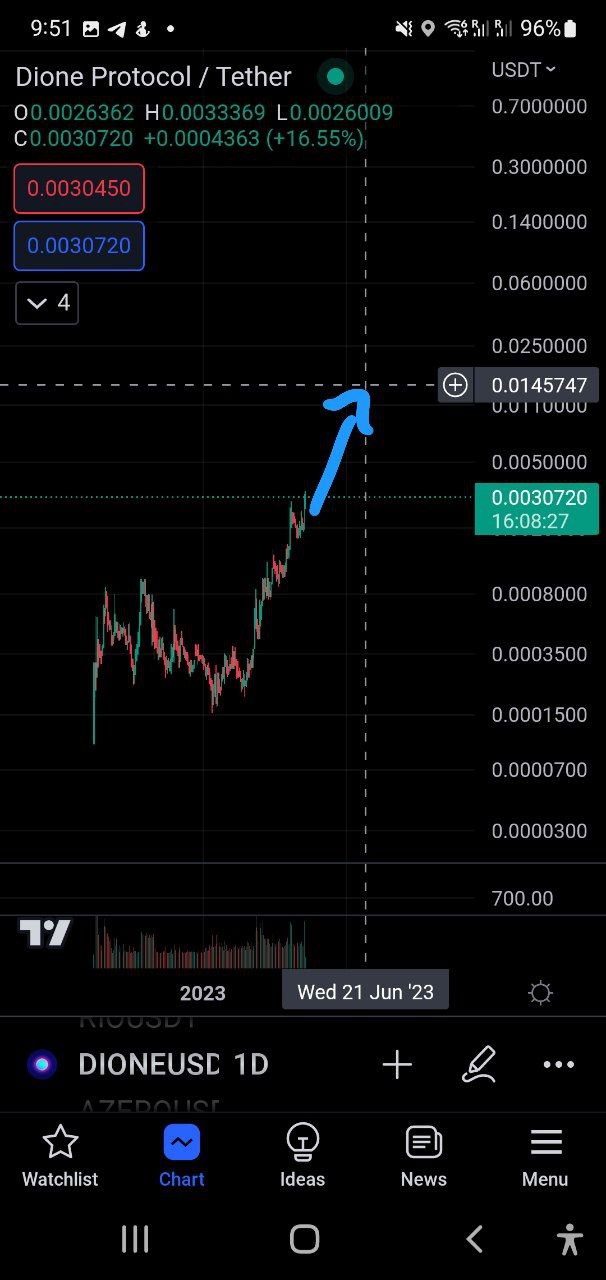 9:51 96%
Dione Protocol / Tether USDT
O0.0026362 H0.0033369 L0.0026009
C0.0030720 +0.0004363 (+16.55%)
0.7000000
0.3000000
0.0030450
0.1400000
0.0030720
0.0600000
4
0.0250000
0.0145747
0.0110000
0.0050000
0.0030720
16:08:27
0.0008000
0.0003500
0.0001500
0.0000700
0.0000300
700.00
2023 Wed 21 Jun '23
RIOUSDT
DIONEUSD 1D
Watchlist Chart Ideas News Menu